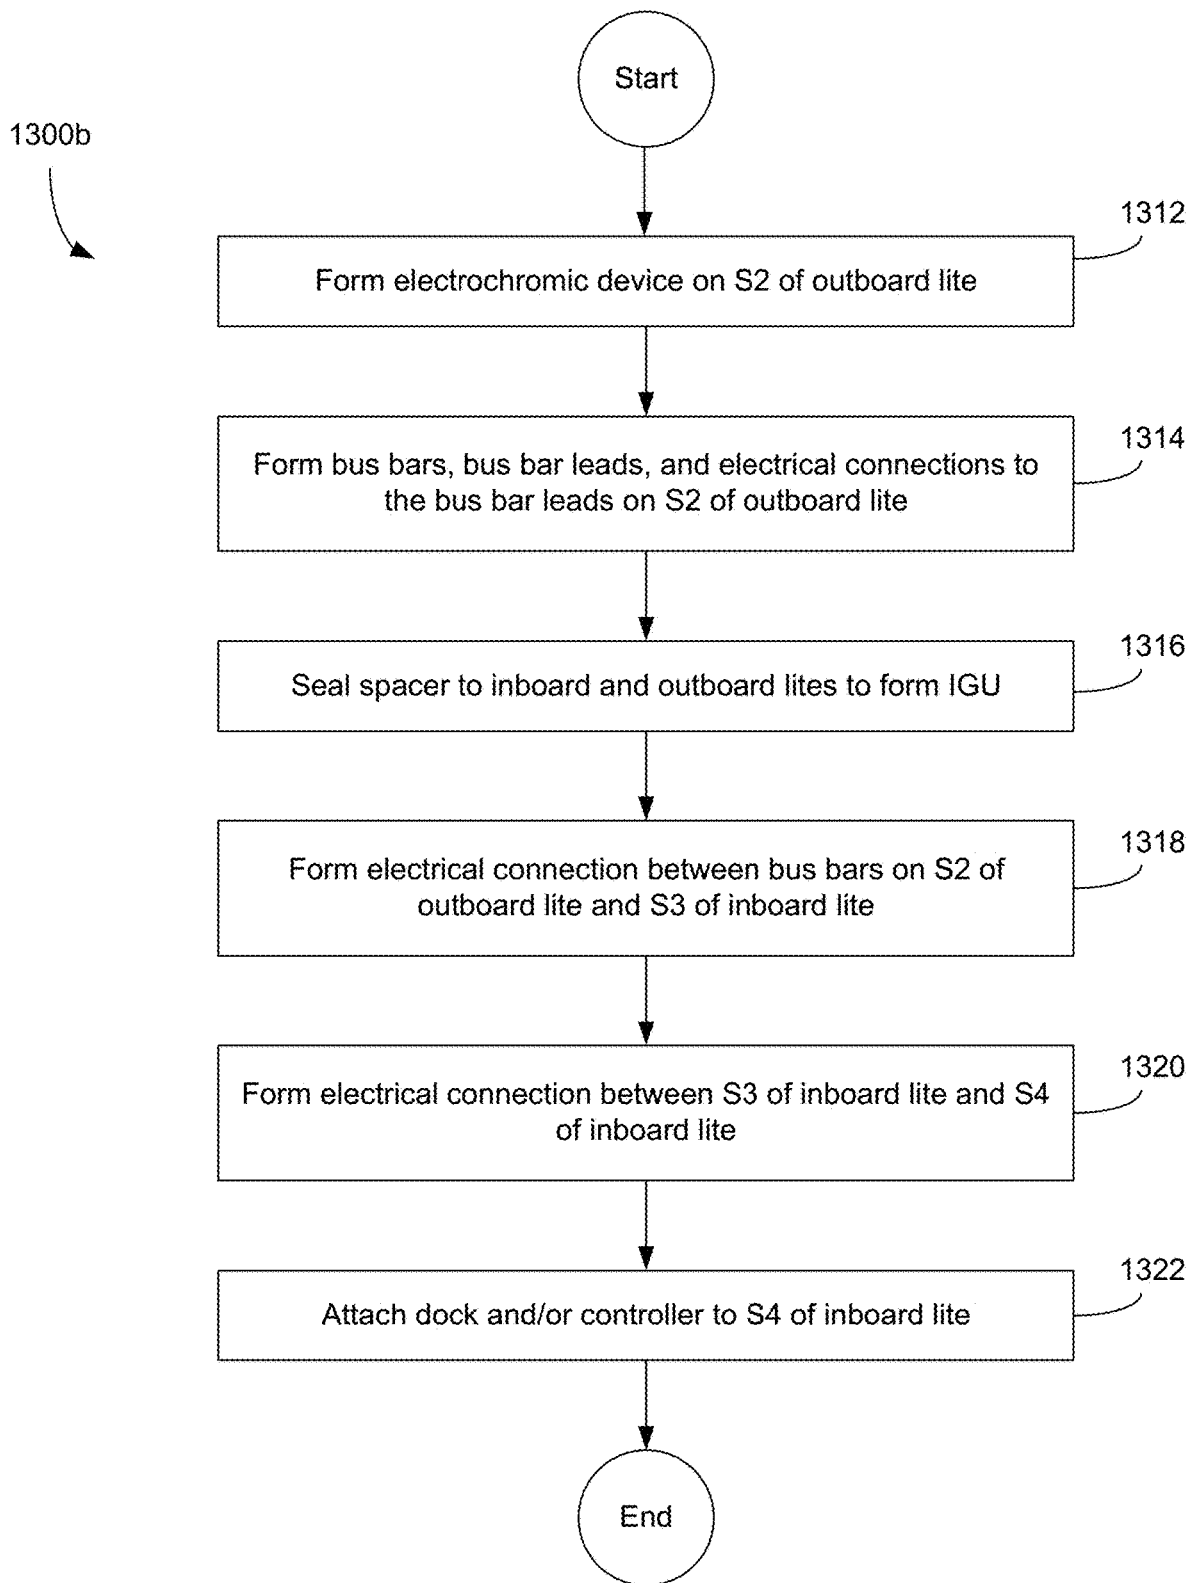 Start
1300b
1312
Form electrochromic device on S2 of outboard lite
1314
Form bus bars, bus bar leads, and electrical connections to
the bus bar leads on S2 of outboard lite
1316
Seal spacer to inboard and outboard lites to form IGU
1318
Form electrical connection between bus bars on S2 of
outboard lite and S3 of inboard lite
1320
Form electrical connection between S3 of inboard lite and S4
of inboard lite
1322
Attach dock and/or controller to S4 of inboard lite
End